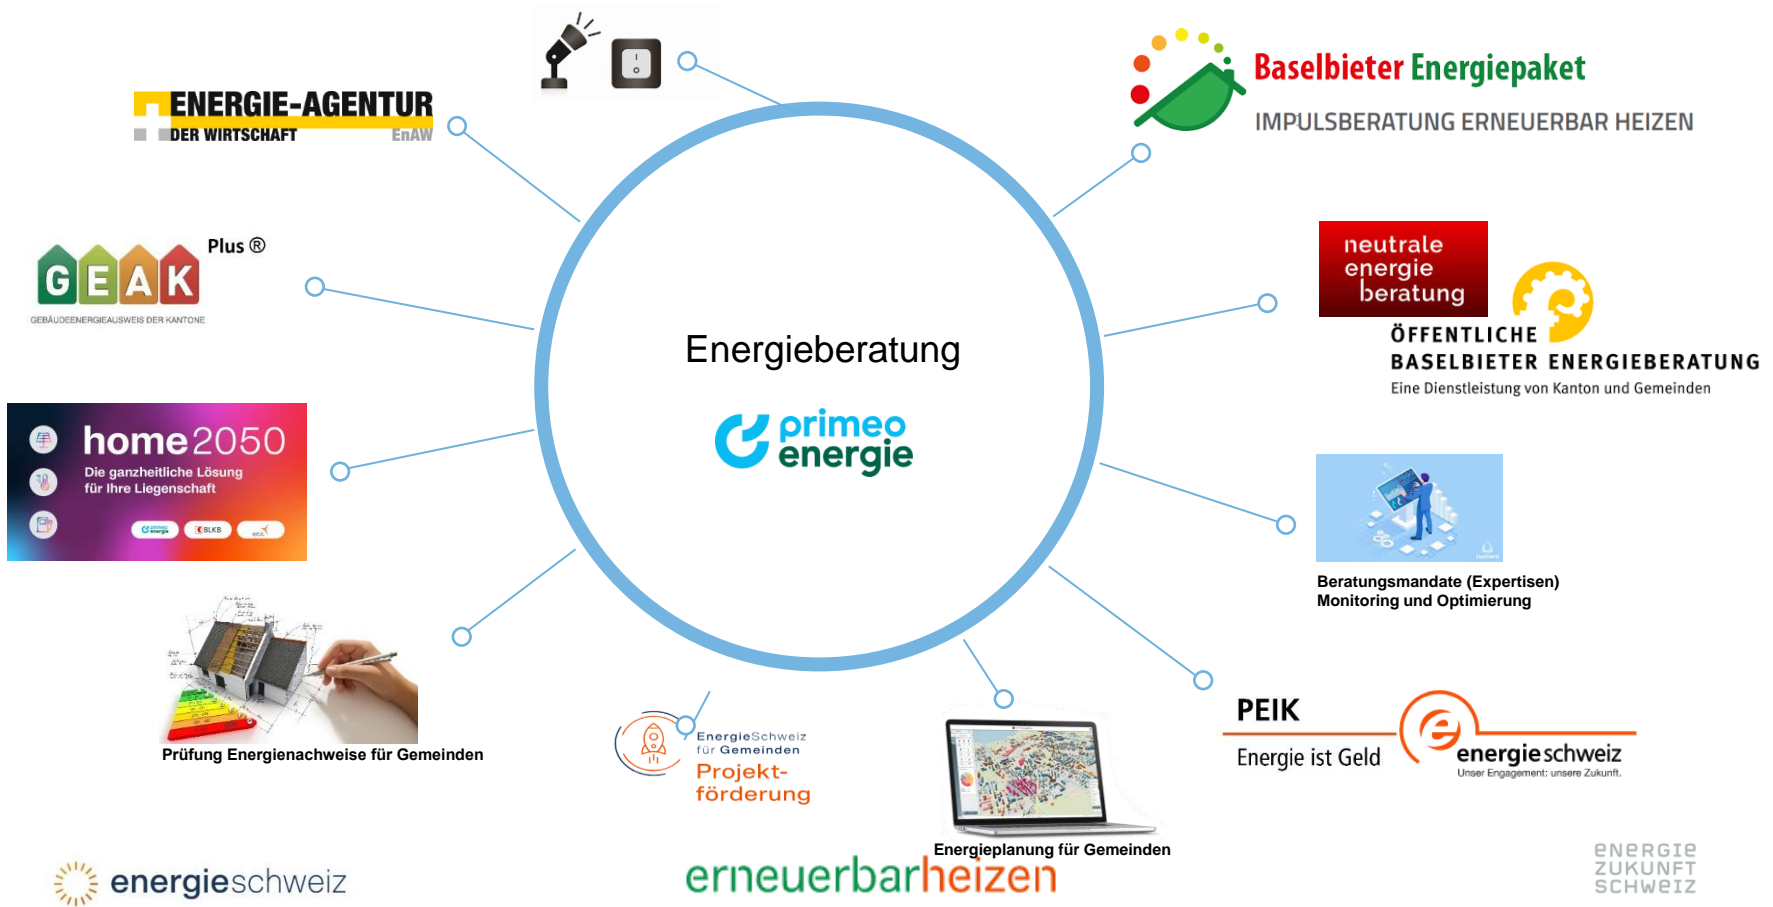 ENERGIE-AGENTUR
DER WIRTSCHAFT EnAW
Baselbieter Energiepaket
IMPULSBERATUNG ERNEUERBAR HEIZEN
GEAK Plus ®
GEBÄUDEENERGIEAUSWEIS DER KANTONE
neutrale
energie
beratung
ÖFFENTLICHE
BASELBIETER ENERGIEBERATUNG
Eine Dienstleistung von Kanton und Gemeinden
Energieberatung
primeo
energie
home2050
Die ganzheitliche Lösung
für Ihre Liegenschaft
primeo
energie
BLKB
Beratungsmandate (Expertisen)
Monitoring und Optimierung
Prüfung Energienachweise für Gemeinden
EnergieSchweiz
für Gemeinden
Projekt-
förderung
Energieplanung für Gemeinden
PEIK
Energie ist Geld
energieschweiz
Unser Engagement: unsere Zukunft.
energieschweiz
erneuerbarheizen
ENERGIE
ZUKUNFT
SCHWEIZ